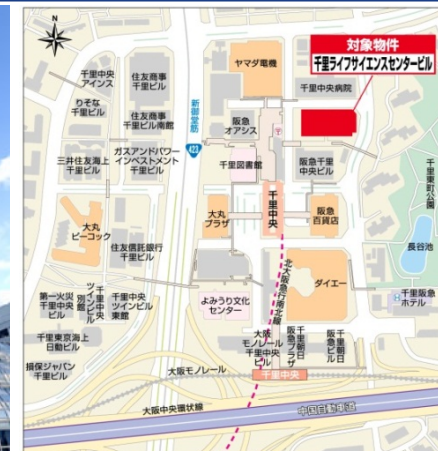 N
対象物件
千里ライフサイエンスセンタービル
ヤマダ電機
千里中央病院
千里中央
アインス
住友商事
千里ビル
りそな
千里ビル
住友商事
千里ビル南館
新御堂筋
423
阪急
オアシス
三井住友海上
千里ビル
ガスアンドパワー
インベストメント
千里ビル
千里図書館
阪急千里
中央ビル
千里東町公園
千里中央
大丸
ピーコック
大丸
プラザ
阪急
百貨店
住友信託銀行
千里ビル
長谷池
北大阪急行南北線
ダイエー
第一火災
千里中央
ビル
千里中央
ツインビル
別館
千里中央
ツインビル
東館
よみうり文化
センター
千里阪急
ホテル
千里東京海上
日動ビル
大阪
モノレール
千里中央
ビル
千里朝日
阪急プラザ
千里朝日
阪急ビル
損保ジャパン
千里ビル
大阪モノレール
千里中央
大阪中央環状線
中国自動車道